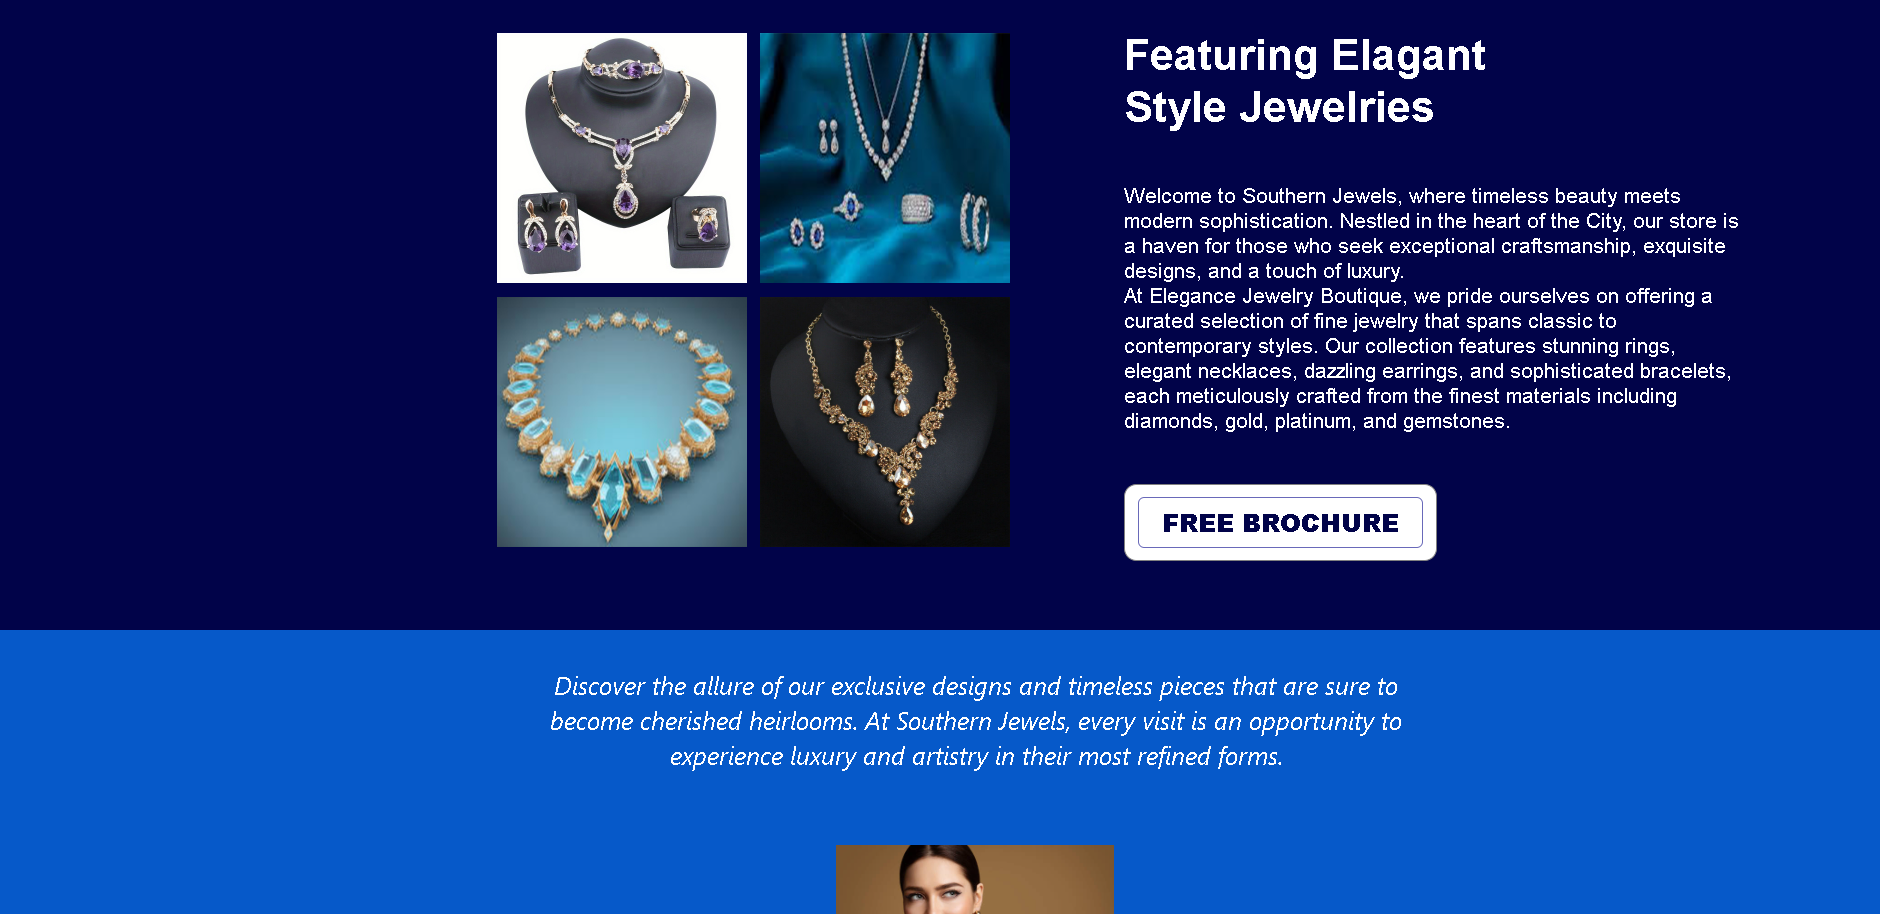 Featuring Elagant
Style Jewelries
Welcome to Southern Jewels, where timeless beauty meets
modern sophistication. Nestled in the heart of the City, our store is
a haven for those who seek exceptional craftsmanship, exquisite
designs, and a touch of luxury.
At Elegance Jewelry Boutique, we pride ourselves on offering a
curated selection of fine jewelry that spans classic to
contemporary styles. Our collection features stunning rings,
elegant necklaces, dazzling earrings, and sophisticated bracelets,
each meticulously crafted from the finest materials including
diamonds, gold, platinum, and gemstones.
FREE BROCHURE
Discover the allure of our exclusive designs and timeless pieces that are sure to
become cherished heirlooms. At Southern Jewels, every visit is an opportunity to
experience luxury and artistry in their most refined forms.